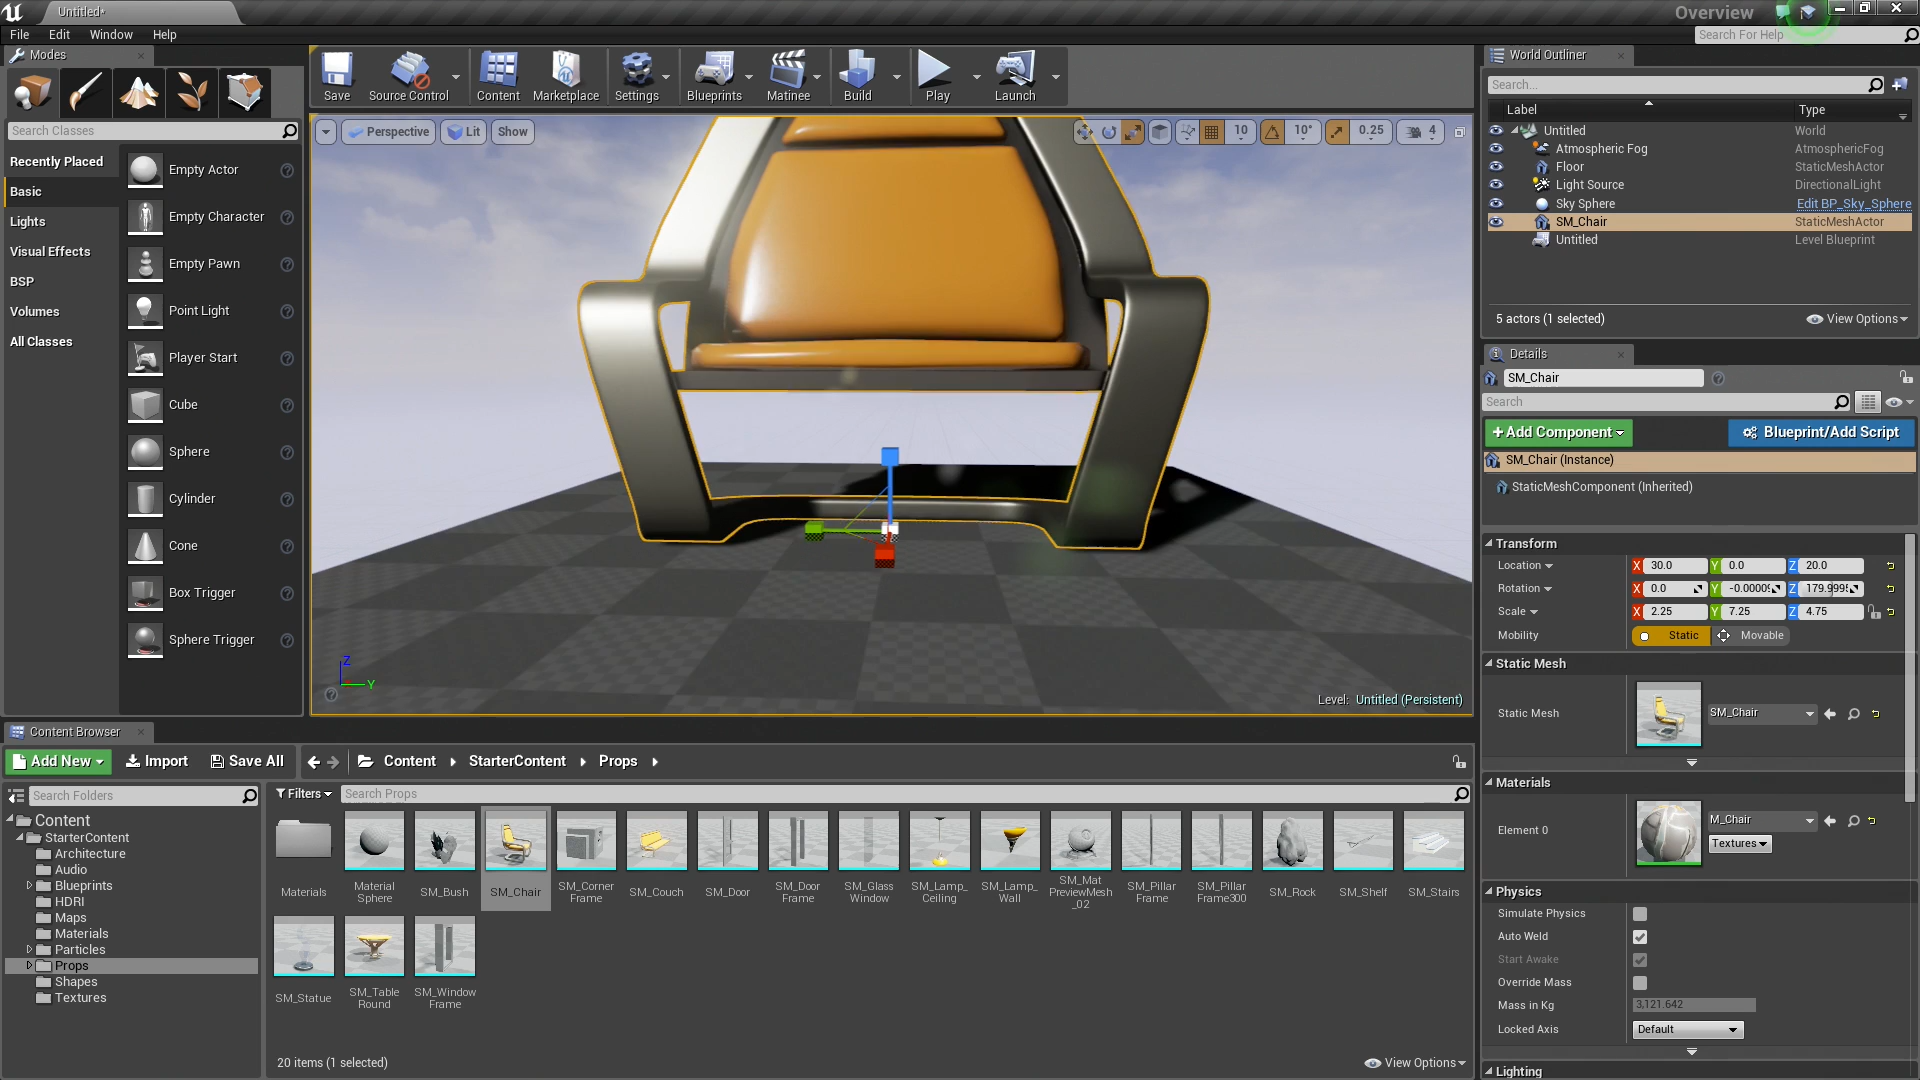 Untitled*
Overview
File Edit Window Help
Search For Help
Modes
Search Classes
Recently Placed
Basic
Lights
Visual Effects
BSP
Volumes
All Classes
Empty Actor
Empty Character
Empty Pawn
Point Light
Player Start
Cube
Sphere
Cylinder
Cone
Box Trigger
Sphere Trigger
Save Source Control Content Marketplace Settings Blueprints Matinee Build Play Launch
Perspective Lit Show 10 10° 0.25 4
Z
Y
Level: Untitled (Persistent)
World Outliner
Search...
Label Type
Untitled World
Atmospheric Fog AtmosphericFog
Floor StaticMeshActor
Light Source DirectionalLight
Sky Sphere Edit BP_Sky_Sphere
SM_Chair StaticMeshActor
Untitled Level Blueprint
5 actors (1 selected) View Options
Details
SM_Chair
Search
+Add Component Blueprint/Add Script
SM_Chair (Instance)
StaticMeshComponent (Inherited)
Transform
Location X 30.0 Y 0.0 Z 20.0
Rotation X 0.0 Y -0.00009 Z 179.9999
Scale X 2.25 Y 7.25 Z 4.75
Mobility Static Movable
Static Mesh
Static Mesh SM_Chair
Materials
Element 0 M_Chair
Textures
Physics
Simulate Physics
Auto Weld
Start Awake
Override Mass
Mass in Kg 3,121.642
Locked Axis Default
Lighting
Content Browser
Add New Import Save All Content StarterContent Props
Search Folders
Filters Search Props
Content
StarterContent
Architecture
Audio
Blueprints
HDRI
Maps
Materials
Particles
Props
Shapes
Textures
Materials
Material
Sphere
SM_Bush
SM_Chair
SM_Corner
Frame
SM_Couch
SM_Door
SM_Door
Frame
SM_Glass
Window
SM_Lamp_
Ceiling
SM_Lamp_
Wall
SM_Mat
PreviewMesh
_02
SM_Pillar
Frame
SM_Pillar
Frame300
SM_Rock
SM_Shelf
SM_Stairs
SM_Statue
SM_Table
Round
SM_Window
Frame
20 items (1 selected) View Options